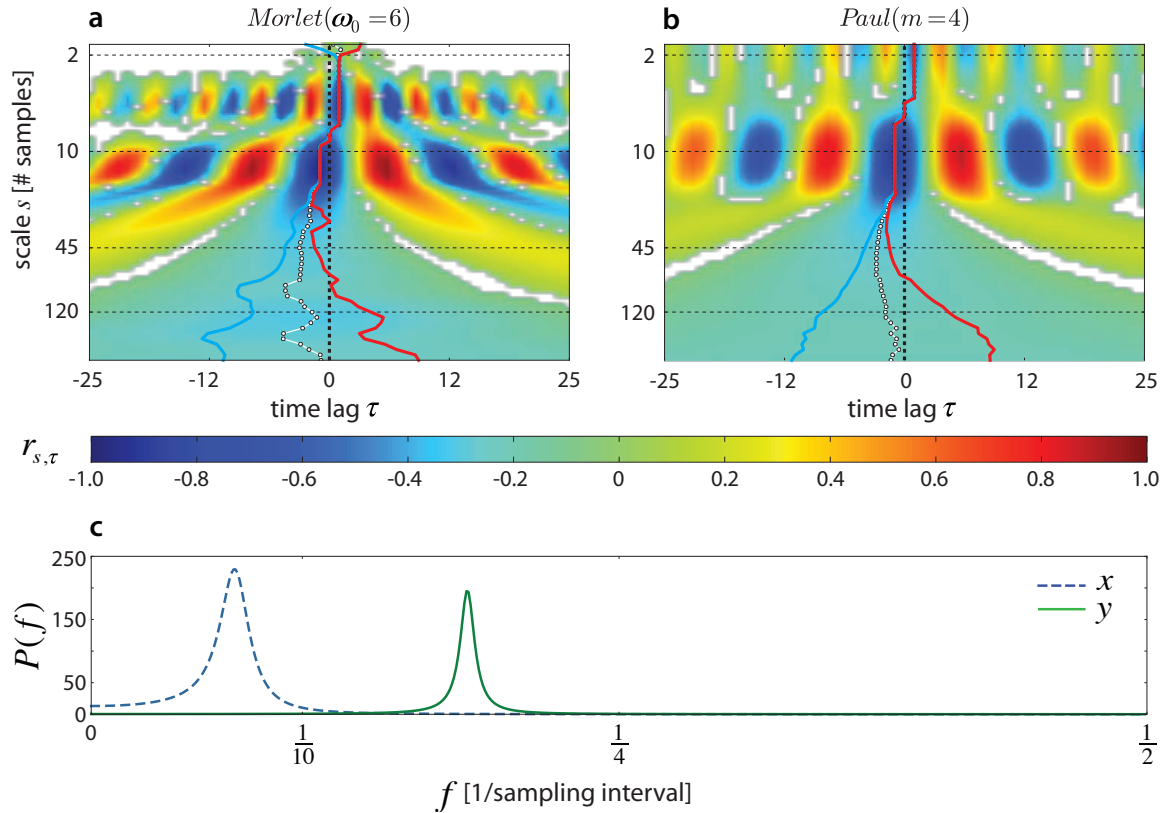 a
Morlet(ω₀ = 6)
b
Paul(m = 4)
scale s [# samples]
2
10
45
120
-25 -12 0 12 25
time lag τ
2
10
45
120
-25 -12 0 12 25
time lag τ
r_{s,τ}
-1.0 -0.8 -0.6 -0.4 -0.2 0 0.2 0.4 0.6 0.8 1.0
c
P(f)
250
150
50
0
x
y
0 1/10 1/4 1/2
f [1/sampling interval]